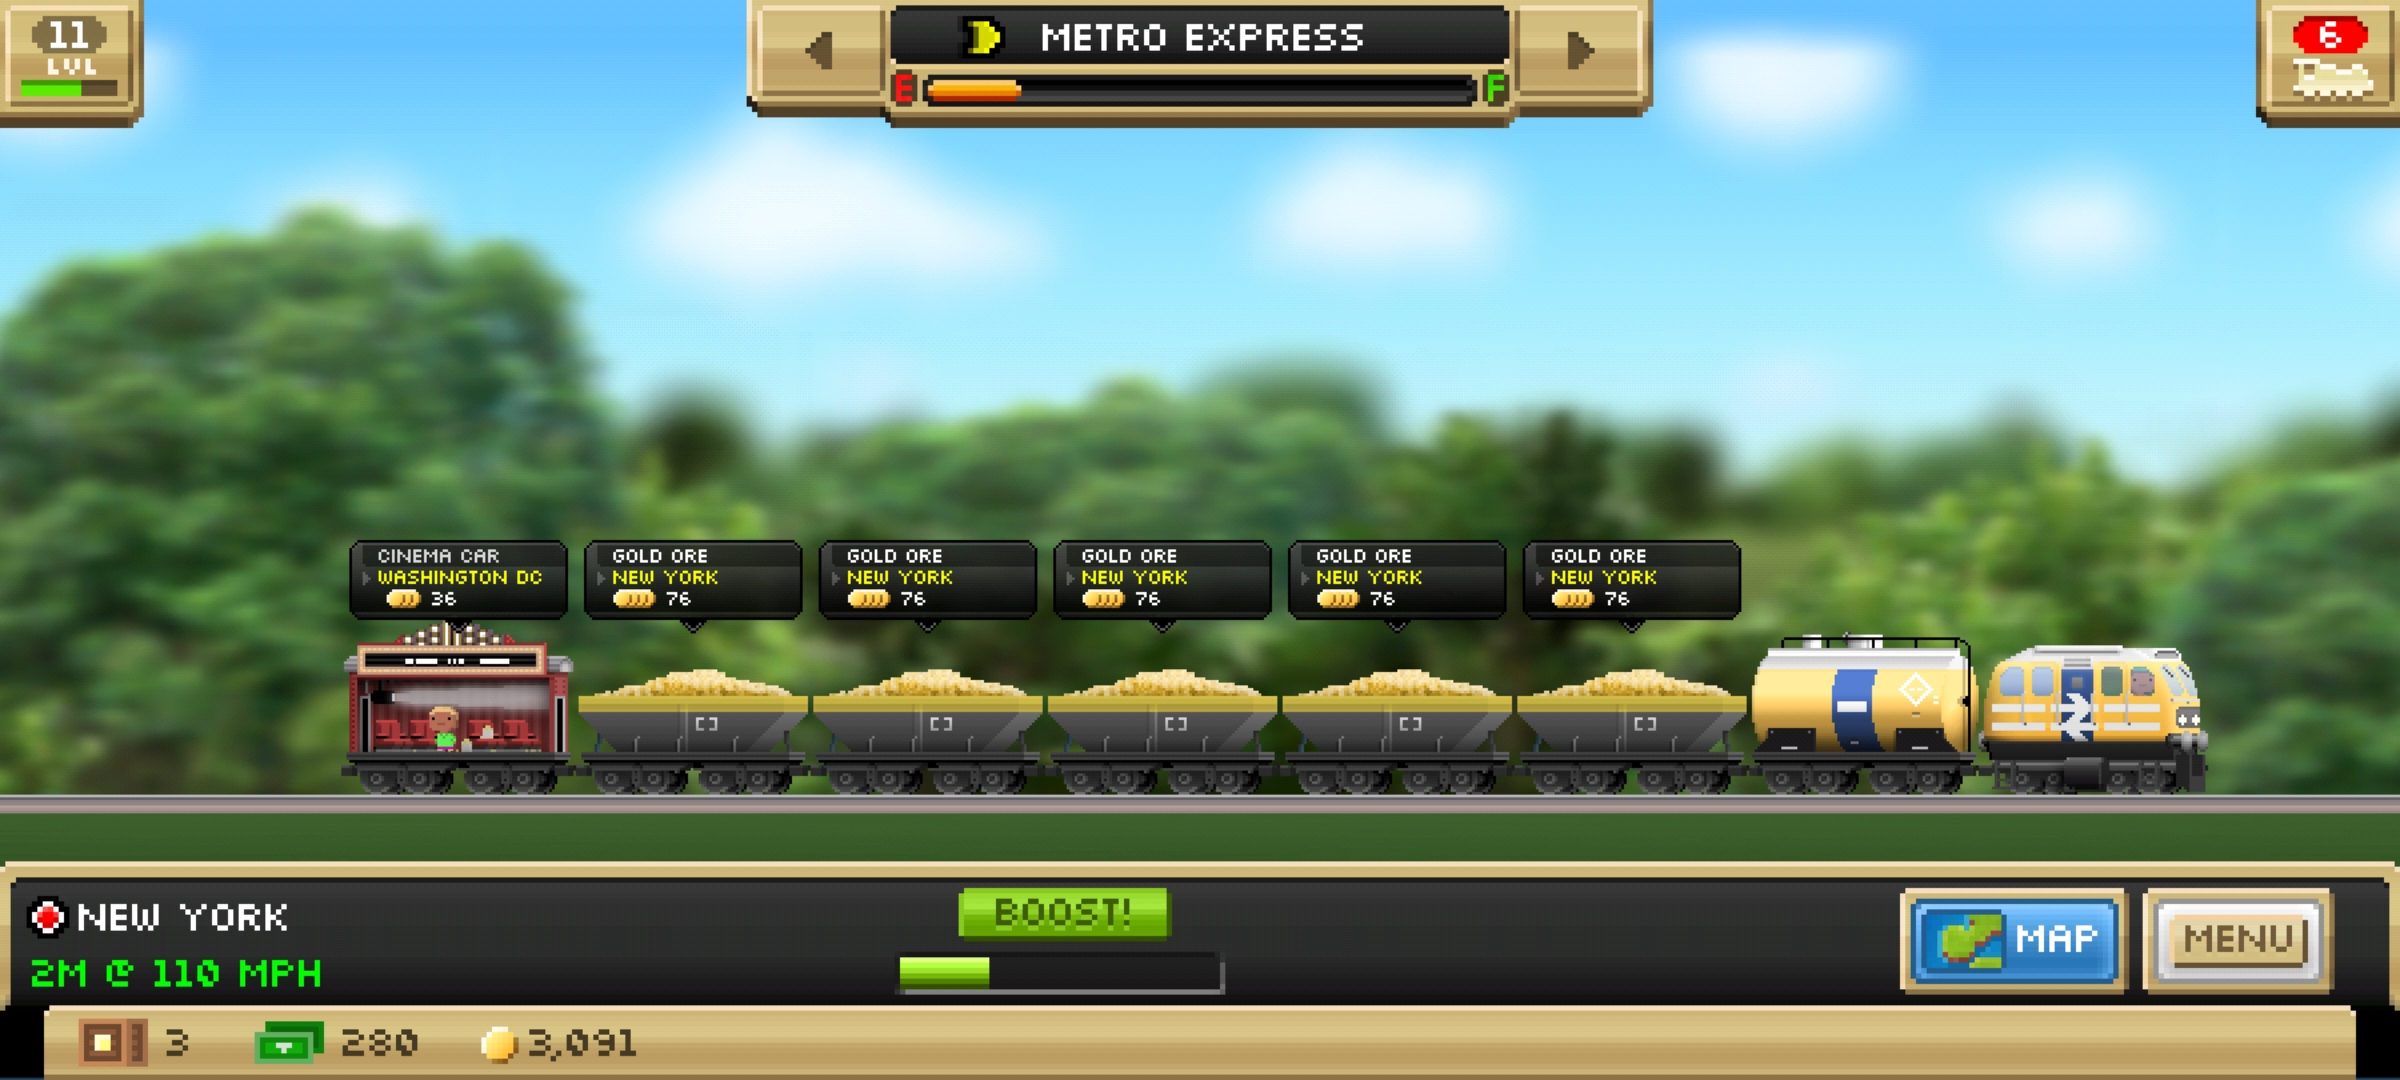 11
LVL
METRO EXPRESS
E F
6
CINEMA CAR
WASHINGTON DC
36
GOLD ORE
NEW YORK
76
GOLD ORE
NEW YORK
76
GOLD ORE
NEW YORK
76
GOLD ORE
NEW YORK
76
GOLD ORE
NEW YORK
76
NEW YORK
2M @ 110 MPH
BOOST!
MAP
MENU
3
280
3,091